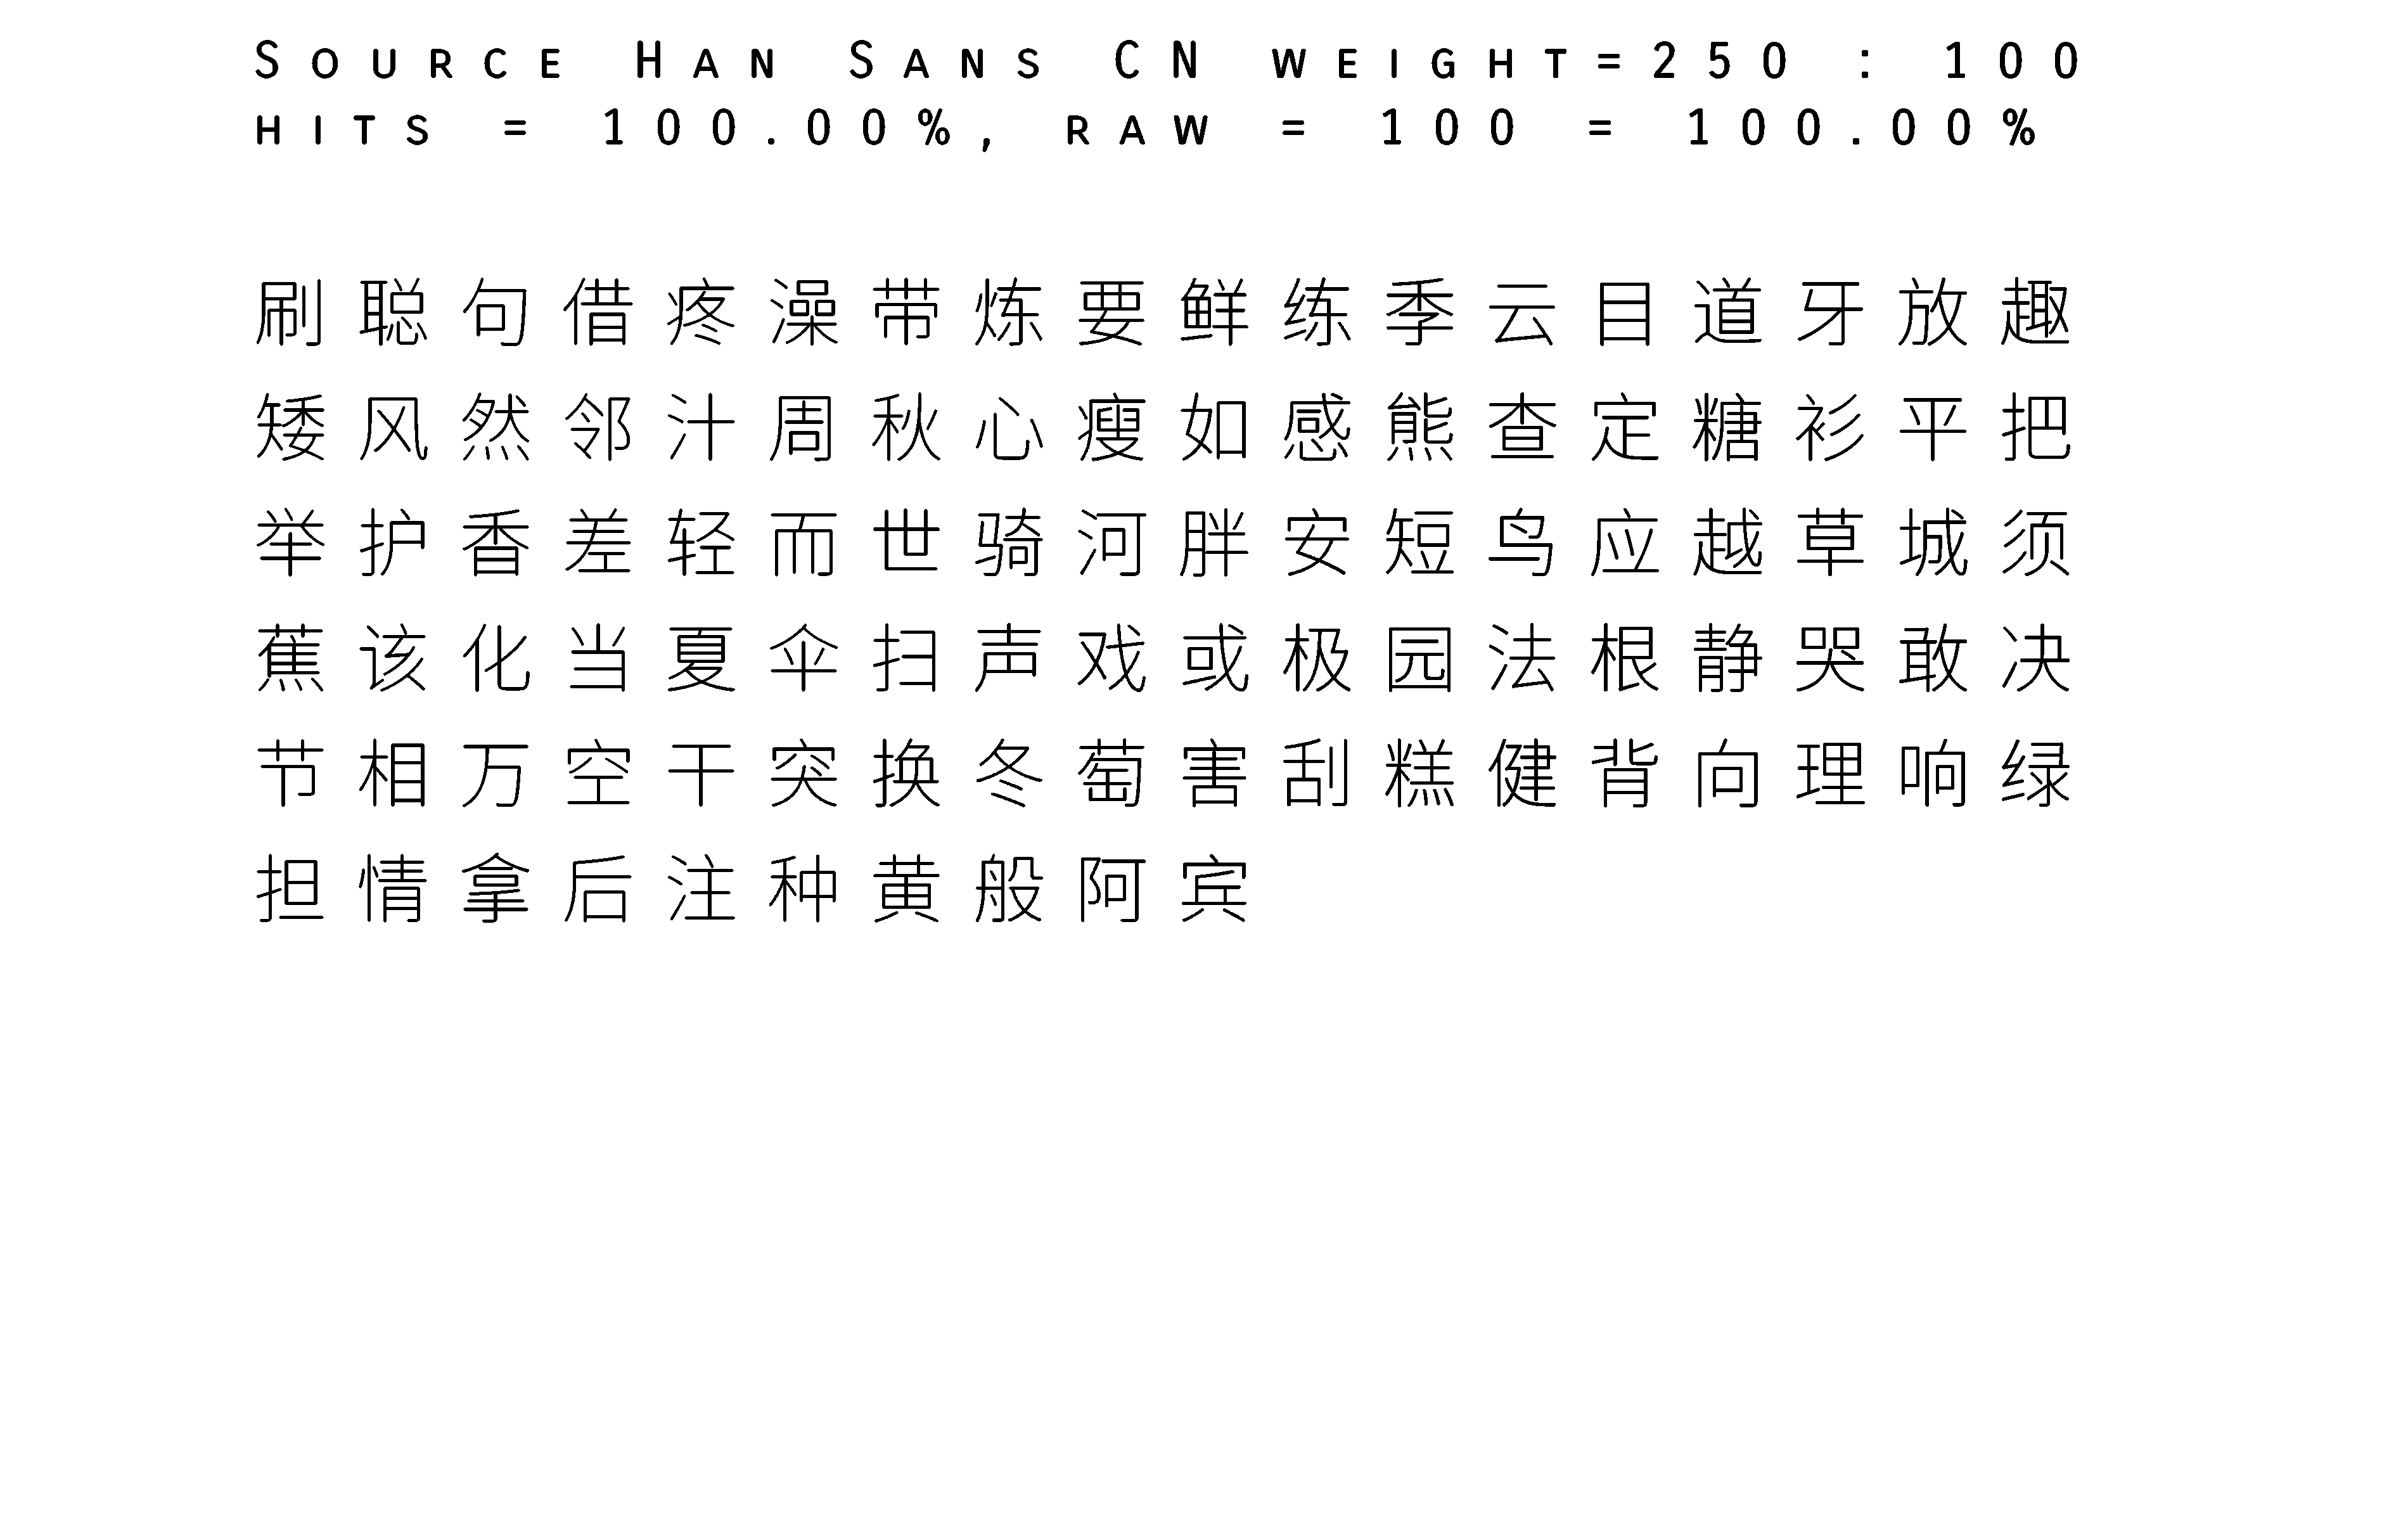 Source Han Sans CN weight=250 : 100
hits = 100.00%, raw = 100 = 100.00%
刷聪句借疼澡带炼要鲜练季云目道牙放趣
矮风然邻汁周秋心瘦如感熊查定糖衫平把
举护香差轻而世骑河胖安短鸟应越草城须
蕉该化当夏伞扫声戏或极园法根静哭敢决
节相万空干突换冬萄害刮糕健背向理响绿
担情拿后注种黄般阿宾